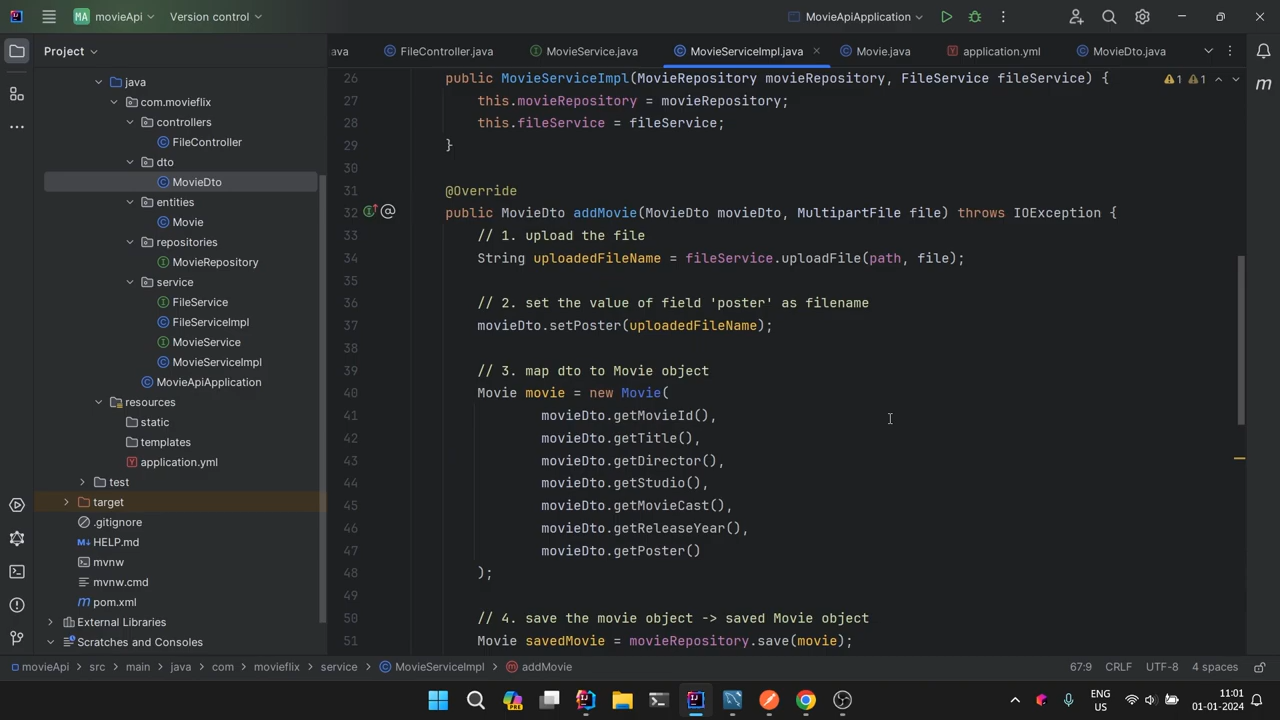 MA movieApi Version control MovieApiApplication
Project
ava FileController.java MovieService.java MovieServiceImpl.java Movie.java application.yml MovieDto.java
java
com.movieflix
controllers
FileController
dto
MovieDto
entities
Movie
repositories
MovieRepository
service
FileService
FileServiceImpl
MovieService
MovieServiceImpl
MovieApiApplication
resources
static
templates
application.yml
test
target
.gitignore
HELP.md
mvnw
mvnw.cmd
pom.xml
External Libraries
Scratches and Consoles
26 public MovieServiceImpl(MovieRepository movieRepository, FileService fileService) { 1 1
27 this.movieRepository = movieRepository;
28 this.fileService = fileService;
29 }
30
31 @Override
32 public MovieDto addMovie(MovieDto movieDto, MultipartFile file) throws IOException {
33 // 1. upload the file
34 String uploadedFileName = fileService.uploadFile(path, file);
35
36 // 2. set the value of field 'poster' as filename
37 movieDto.setPoster(uploadedFileName);
38
39 // 3. map dto to Movie object
40 Movie movie = new Movie(
41 movieDto.getMovieId(),
42 movieDto.getTitle(),
43 movieDto.getDirector(),
44 movieDto.getStudio(),
45 movieDto.getMovieCast(),
46 movieDto.getReleaseYear(),
47 movieDto.getPoster()
48 );
49
50 // 4. save the movie object -> saved Movie object
51 Movie savedMovie = movieRepository.save(movie);
movieApi > src > main > java > com > movieflix > service > MovieServiceImpl > addMovie 67:9 CRLF UTF-8 4 spaces
ENG
US
11:01
01-01-2024